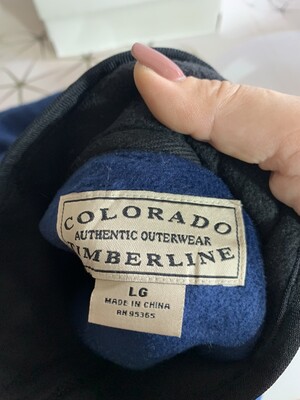 COLORADO
AUTHENTIC OUTERWEAR
TIMBERLINE
LG
MADE IN CHINA
RN 95365